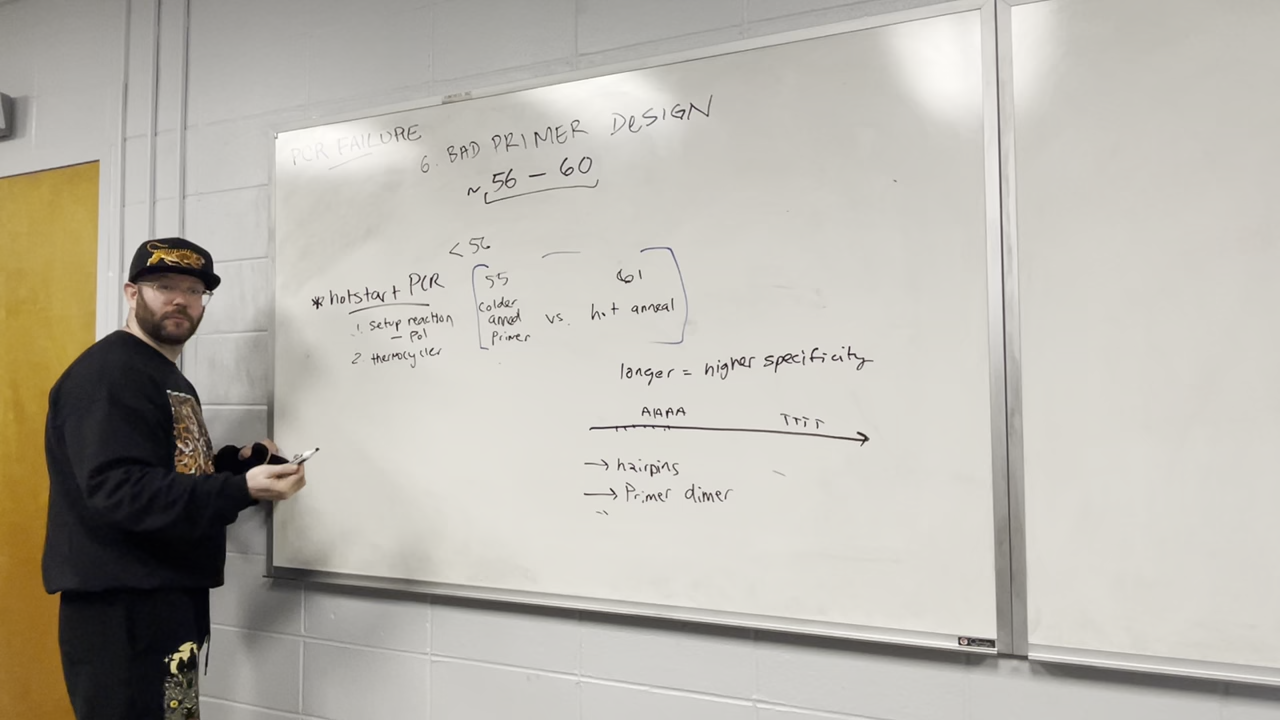 PCR FAILURE
6. BAD PRIMER DeSIGN
~ 56 – 60
< 56
*hotstart PCR
1. setup reaction
– Pol
2. thermocycler
55
colder
anneal
Primer
vs.
61
hot anneal
longer = higher specificity
AAAA
TTTT
→ hairpins
→ Primer dimer